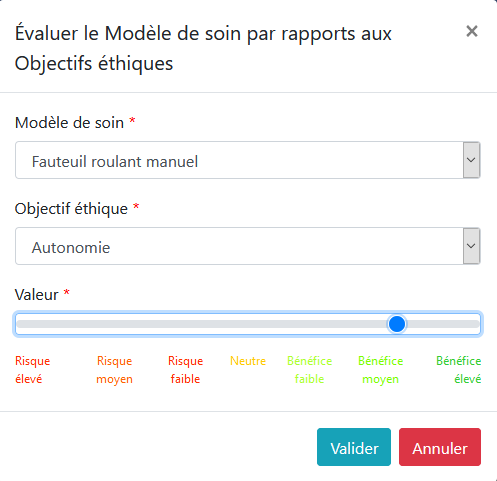 Évaluer le Modèle de soin par rapports aux
Objectifs éthiques
×
Modèle de soin *
Fauteuil roulant manuel
Objectif éthique *
Autonomie
Valeur *
Risque élevé
Risque moyen
Risque faible
Neutre
Bénéfice faible
Bénéfice moyen
Bénéfice élevé
Valider
Annuler